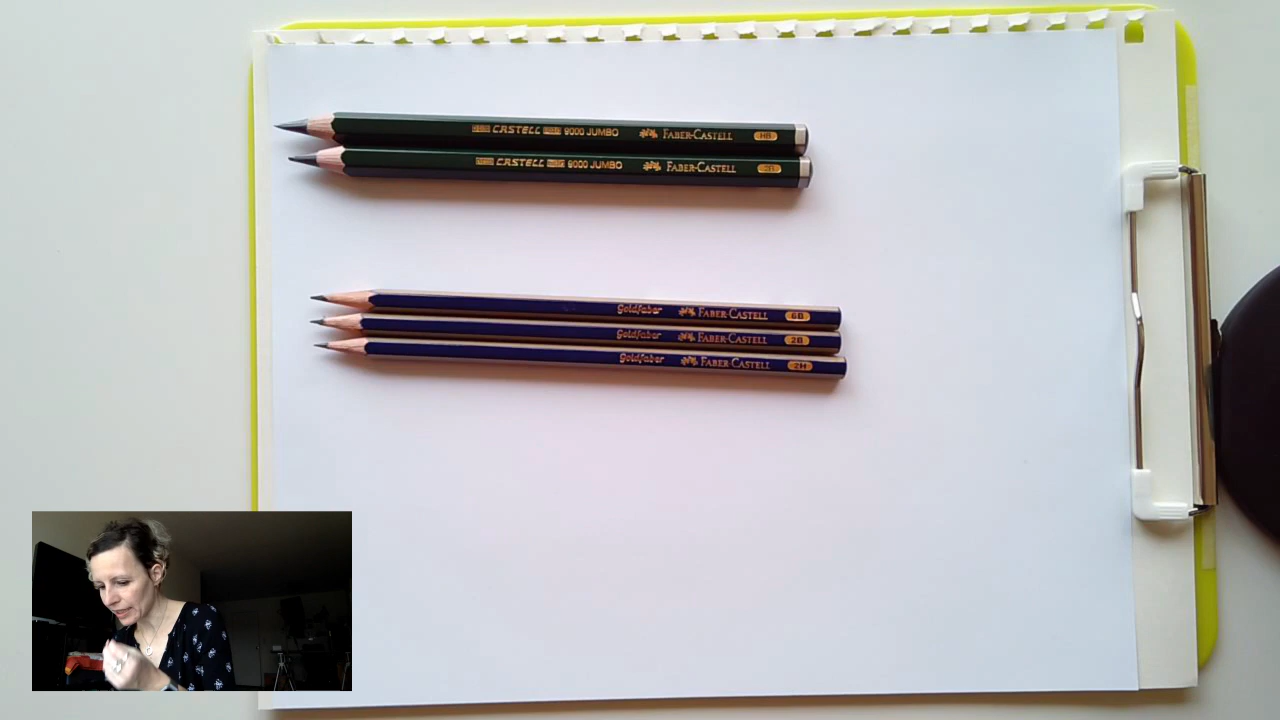 CASTELL 9000 JUMBO FABER-CASTELL HB
CASTELL 9000 JUMBO FABER-CASTELL
Goldfaber FABER-CASTELL 6B
Goldfaber FABER-CASTELL 2B
Goldfaber FABER-CASTELL 2H